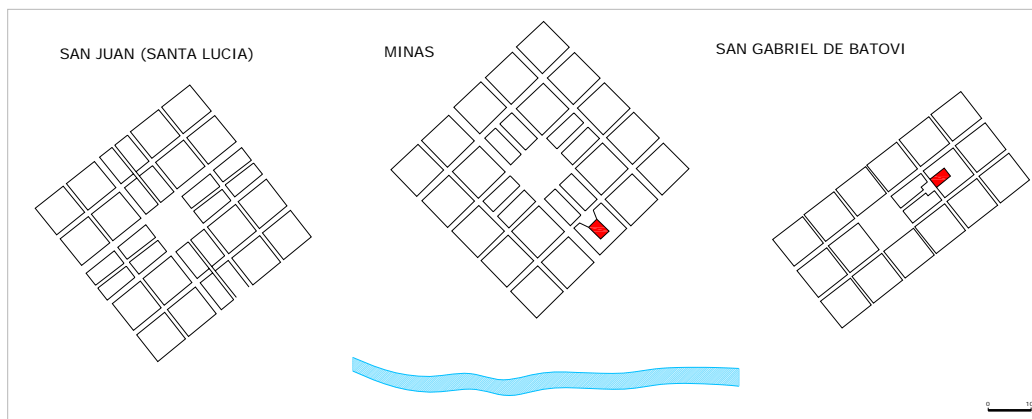 SAN JUAN (SANTA LUCIA)
MINAS
SAN GABRIEL DE BATOVI
0